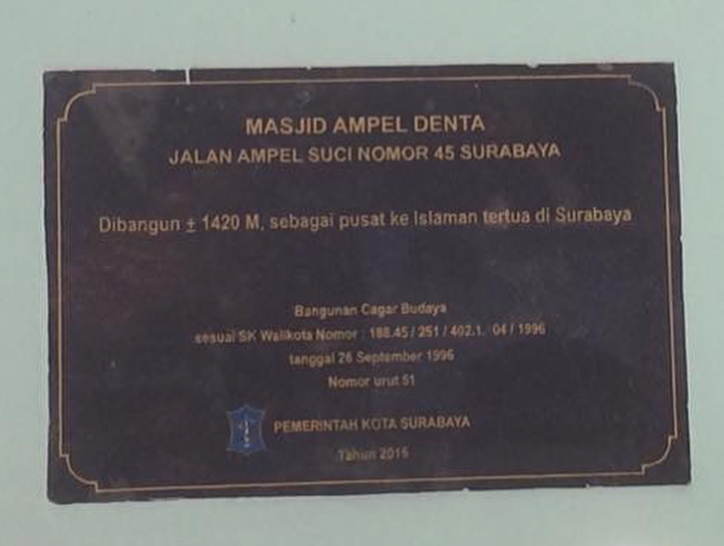 MASJID AMPEL DENTA
JALAN AMPEL SUCI NOMOR 45 SURABAYA
Dibangun ± 1420 M, sebagai pusat ke Islaman tertua di Surabaya
Bangunan Cagar Budaya
sesuai SK Walikota Nomor : 188.45 / 251 / 402.1. 04 / 1996
tanggal 26 September 1996
Nomor urut 51
PEMERINTAH KOTA SURABAYA
Tahun 2016